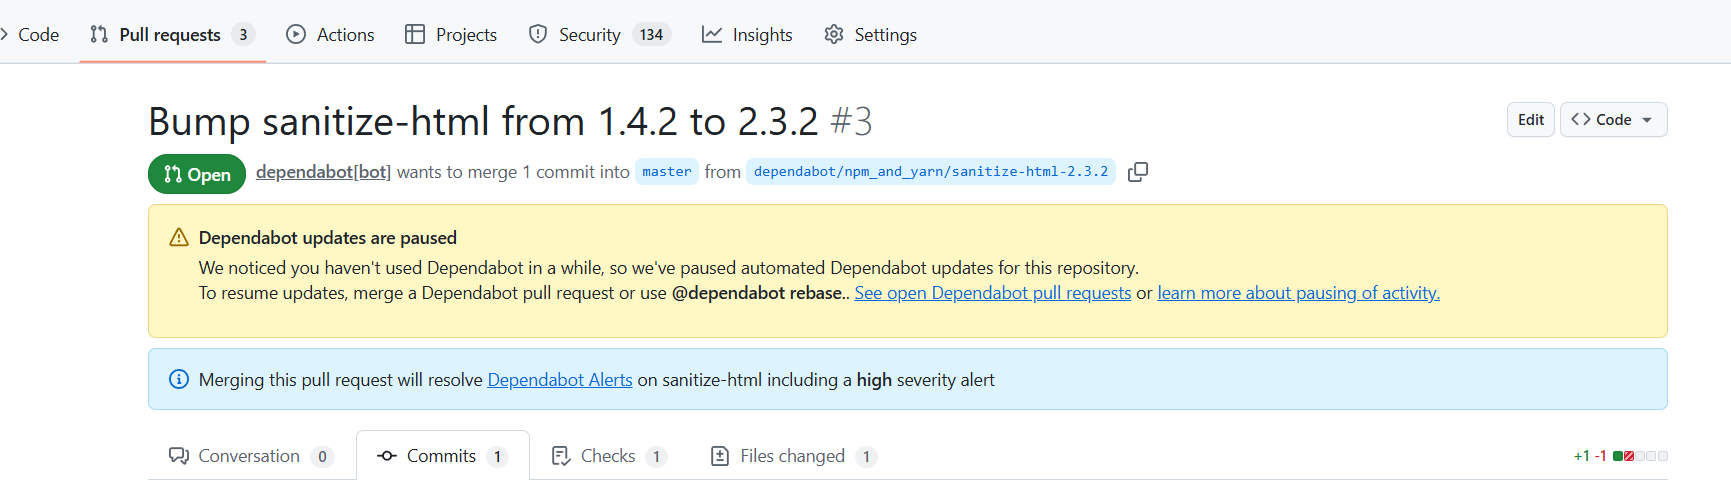 Code Pull requests 3 Actions Projects Security 134 Insights Settings
Bump sanitize-html from 1.4.2 to 2.3.2 #3
Edit <> Code
Open dependabot[bot] wants to merge 1 commit into master from dependabot/npm_and_yarn/sanitize-html-2.3.2
Dependabot updates are paused
We noticed you haven't used Dependabot in a while, so we've paused automated Dependabot updates for this repository.
To resume updates, merge a Dependabot pull request or use @dependabot rebase.. See open Dependabot pull requests or learn more about pausing of activity.
Merging this pull request will resolve Dependabot Alerts on sanitize-html including a high severity alert
Conversation 0 Commits 1 Checks 1 Files changed 1 +1 -1